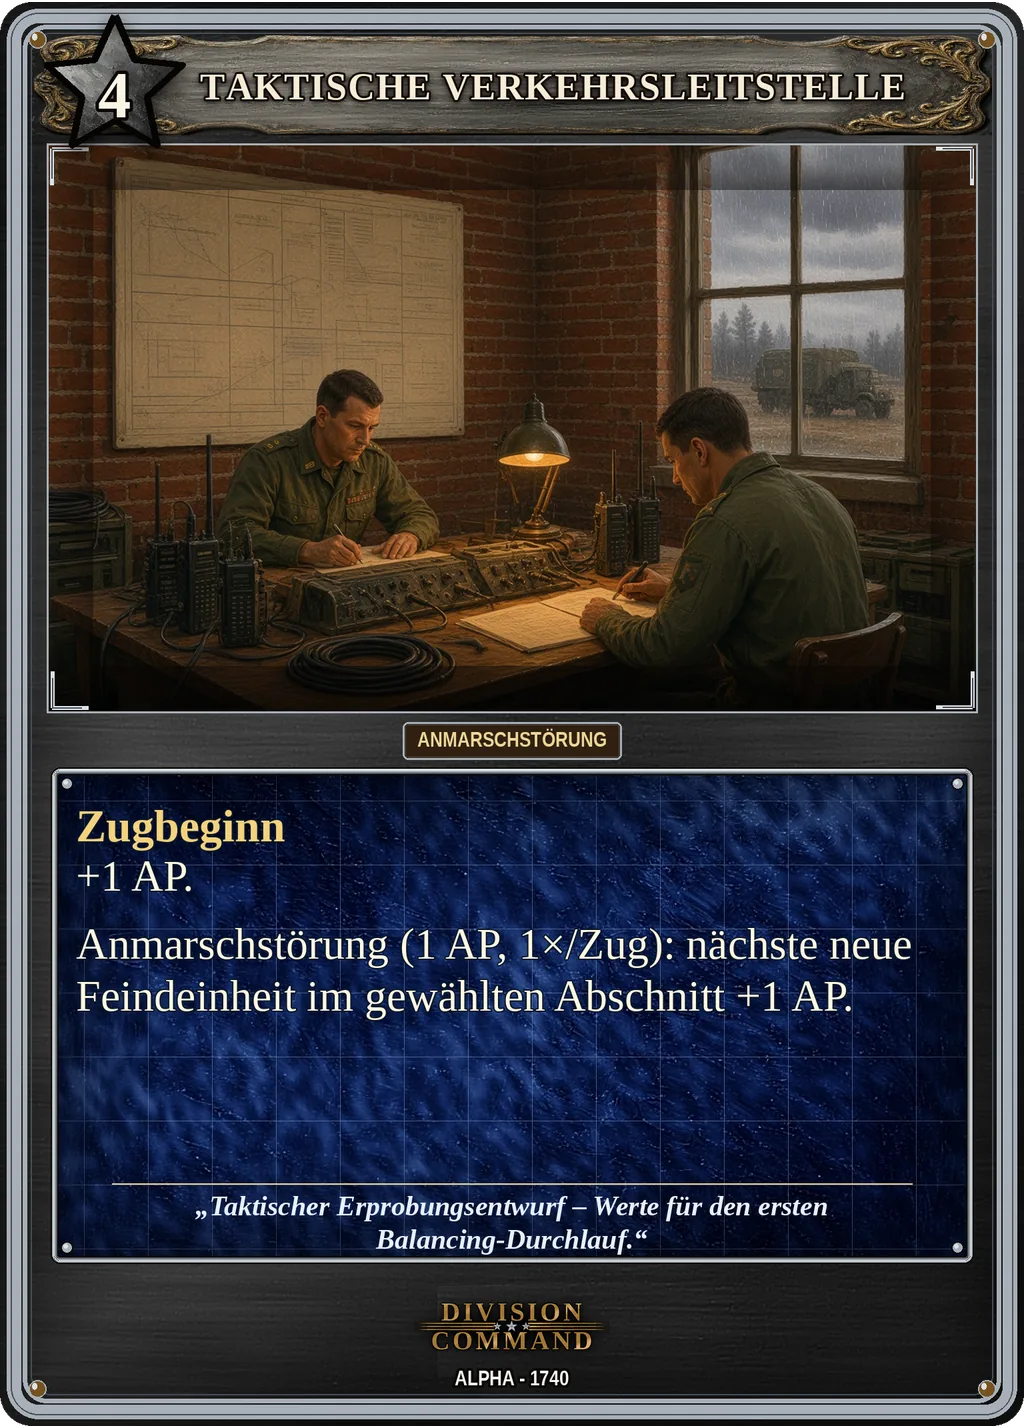 4
TAKTISCHE VERKEHRSLEITSTELLE
ANMARSCHSTÖRUNG
Zugbeginn
+1 AP.
Anmarschstörung (1 AP, 1×/Zug): nächste neue
Feindeinheit im gewählten Abschnitt +1 AP.
„Taktischer Erprobungsentwurf – Werte für den ersten
Balancing-Durchlauf.“
DIVISION
COMMAND
ALPHA - 1740